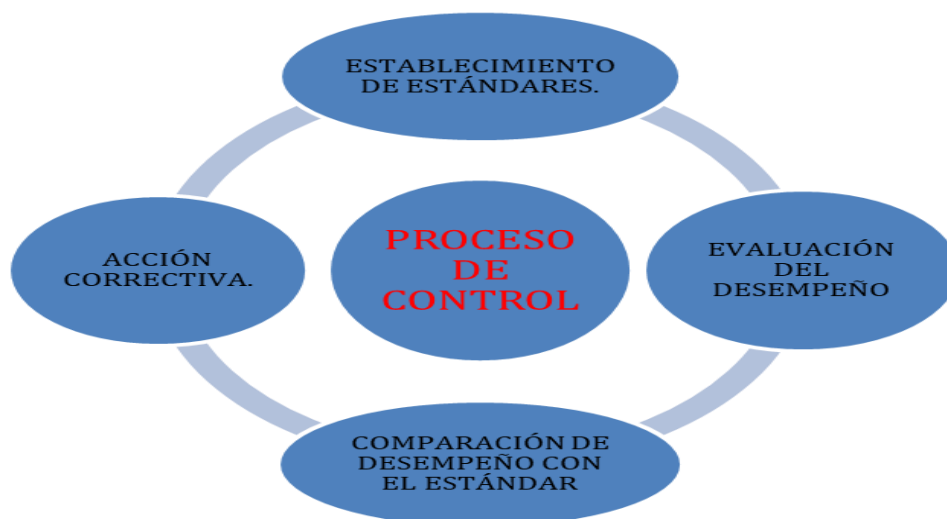 ESTABLECIMIENTO
DE ESTÁNDARES.
PROCESO
DE
CONTROL
EVALUACIÓN
DEL
DESEMPEÑO
COMPARACIÓN DE
DESEMPEÑO CON
EL ESTÁNDAR
ACCIÓN
CORRECTIVA.